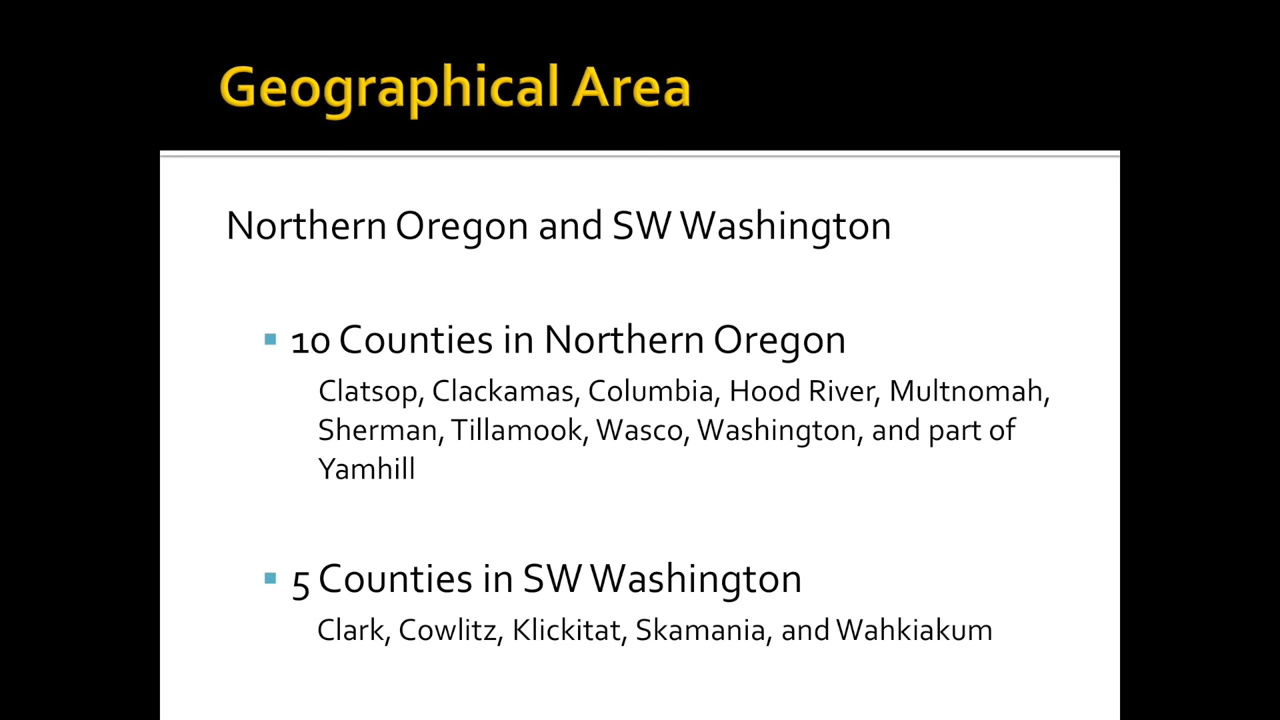 Geographical Area
Northern Oregon and SW Washington
10 Counties in Northern Oregon
Clatsop, Clackamas, Columbia, Hood River, Multnomah,
Sherman, Tillamook, Wasco, Washington, and part of
Yamhill
5 Counties in SW Washington
Clark, Cowlitz, Klickitat, Skamania, and Wahkiakum